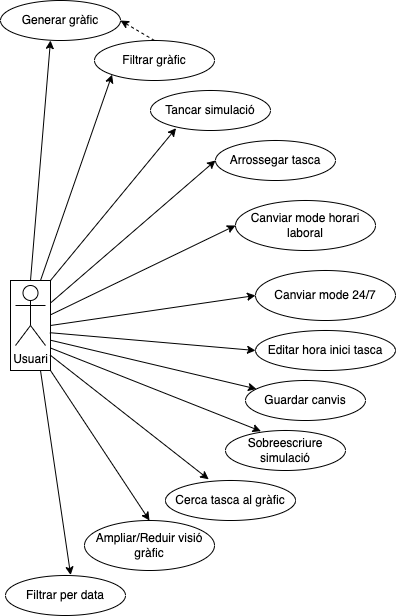 Generar gràfic
Filtrar gràfic
Tancar simulació
Arrossegar tasca
Canviar mode horari
laboral
Canviar mode 24/7
Usuari
Editar hora inici tasca
Guardar canvis
Sobreescriure
simulació
Cerca tasca al gràfic
Ampliar/Reduir visió
gràfic
Filtrar per data